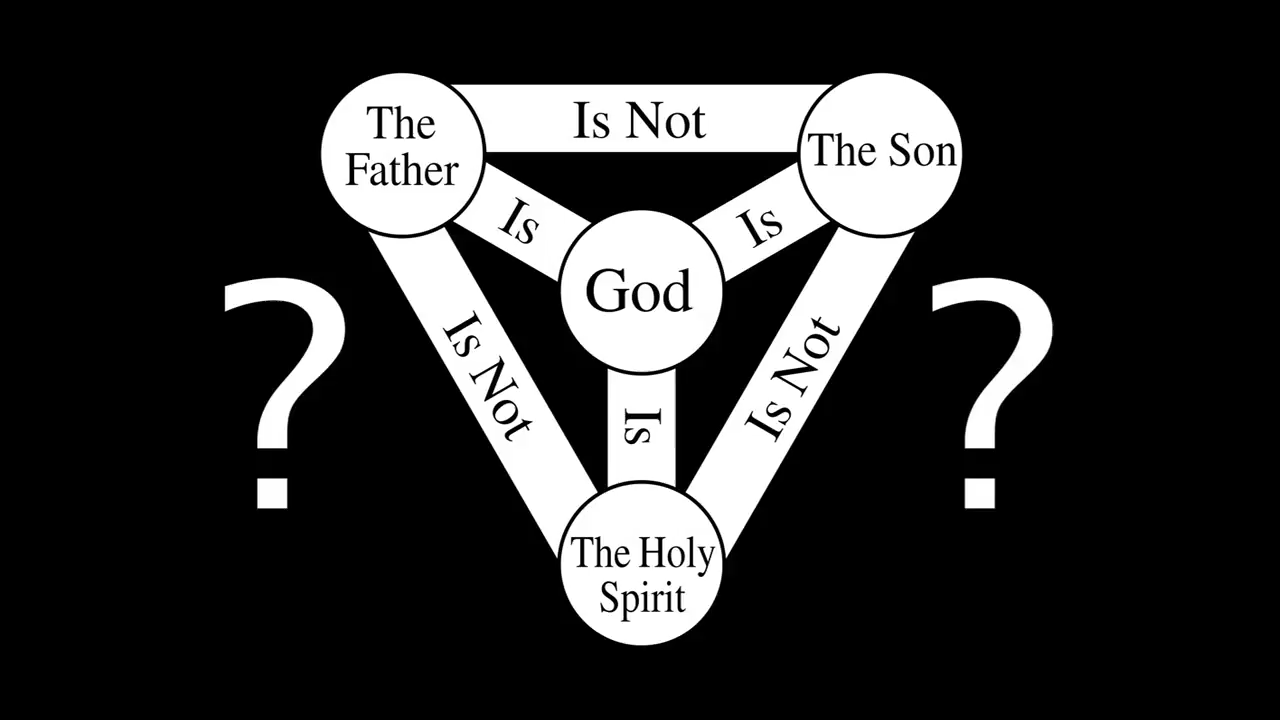 The
Father
Is Not
The Son
Is
Is
God
?
Is Not
Is
Is Not
?
The Holy
Spirit